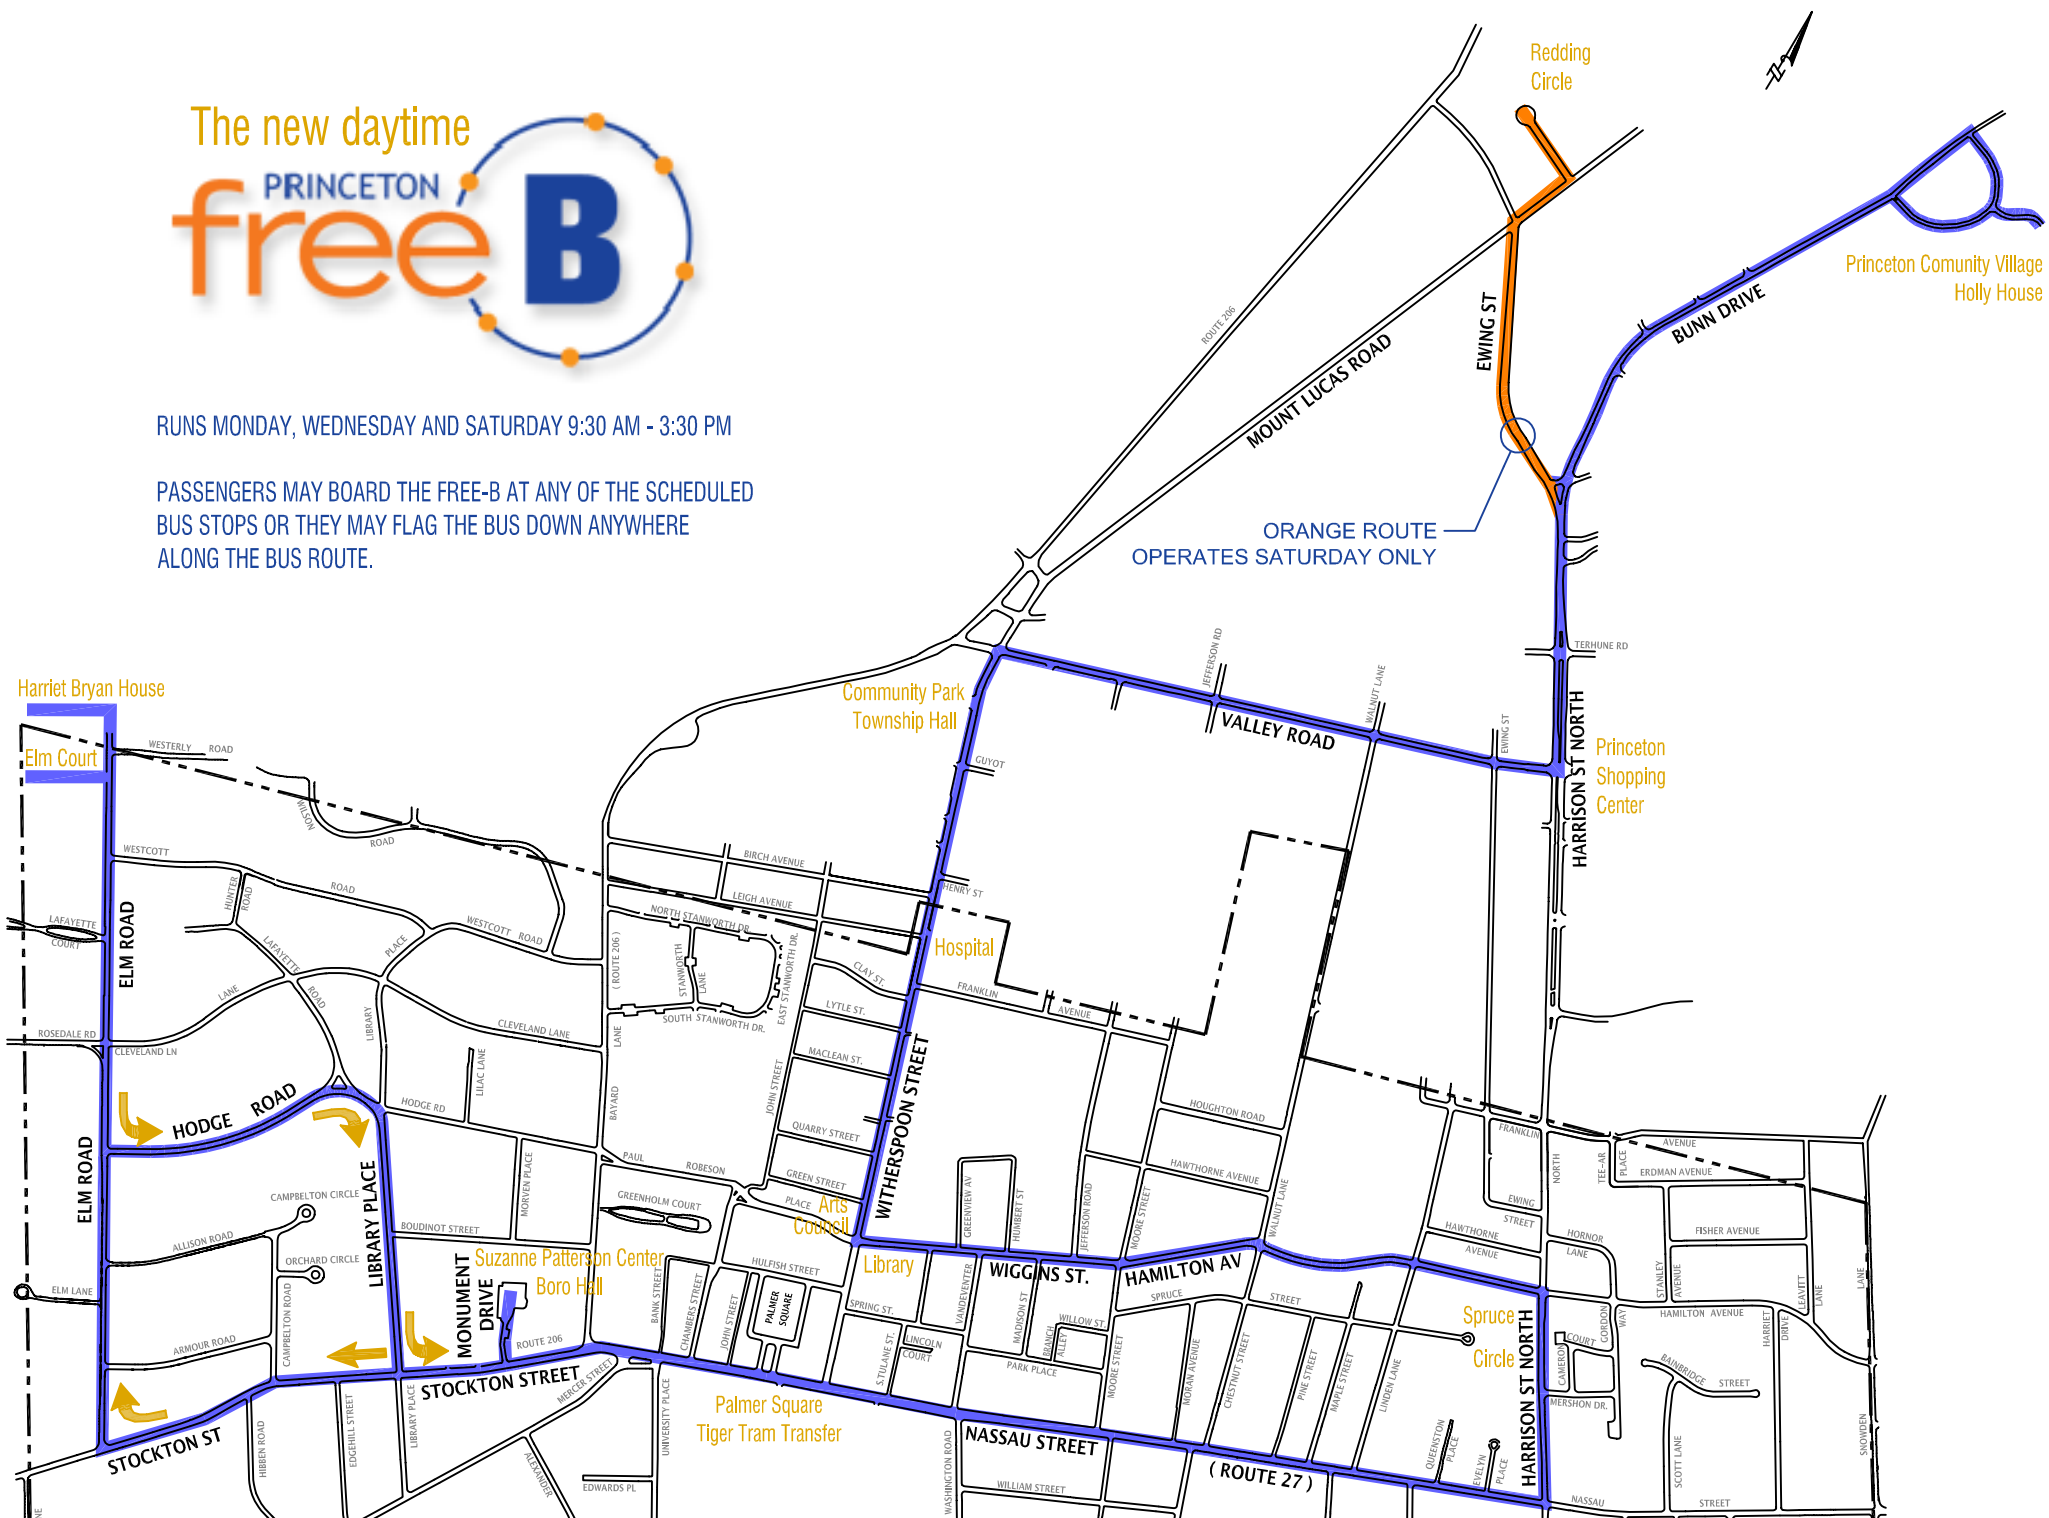 The new daytime
PRINCETON
free B
RUNS MONDAY, WEDNESDAY AND SATURDAY 9:30 AM - 3:30 PM
PASSENGERS MAY BOARD THE FREE-B AT ANY OF THE SCHEDULED
BUS STOPS OR THEY MAY FLAG THE BUS DOWN ANYWHERE
ALONG THE BUS ROUTE.
Redding
Circle
N
Princeton Comunity Village
Holly House
BUNN DRIVE
EWING ST
ROUTE 206
MOUNT LUCAS ROAD
ORANGE ROUTE
OPERATES SATURDAY ONLY
TERHUNE RD
HARRISON ST NORTH
Princeton
Shopping
Center
JEFFERSON RD
WALNUT LANE
EWING ST
VALLEY ROAD
Community Park
Township Hall
GUYOT
Harriet Bryan House
Elm Court
WESTERLY ROAD
WILSON
ROAD
WESTCOTT
ROAD
HUNTER
ROAD
WESTCOTT ROAD
LAFAYETTE
COURT
ELM ROAD
LAFAYETTE
ROAD
PLACE
LANE
LIBRARY
ROSEDALE RD
CLEVELAND LN
CLEVELAND LANE
LILAC LANE
BIRCH AVENUE
LEIGH AVENUE
HENRY ST
NORTH STANWORTH DR.
( ROUTE 206 )
STANWORTH
LANE
EAST STANWORTH DR.
SOUTH STANWORTH DR.
LANE
BAYARD
CLAY ST.
LYTLE ST.
MACLEAN ST.
JOHN STREET
QUARRY STREET
GREEN STREET
Hospital
FRANKLIN
AVENUE
WITHERSPOON STREET
HODGE ROAD
HODGE RD
ELM ROAD
LIBRARY PLACE
CAMPBELTON CIRCLE
ALLISON ROAD
ORCHARD CIRCLE
CAMPBELTON ROAD
ELM LANE
ARMOUR ROAD
BOUDINOT STREET
MORVEN PLACE
PAUL
ROBESON
PLACE
GREENHOLM COURT
Arts
Council
MONUMENT
DRIVE
Suzanne Patterson Center
Boro Hall
ROUTE 206
STOCKTON STREET
STOCKTON ST
HIBBEN ROAD
EDGEHILL STREET
LIBRARY PLACE
MERCER STREET
ALEXANDER
EDWARDS PL
UNIVERSITY PLACE
BANK STREET
CHAMBERS STREET
JOHN STREET
HULFISH STREET
PALMER
SQUARE
Palmer Square
Tiger Tram Transfer
Library
SPRING ST.
S.TULANE ST.
LINCOLN
COURT
VANDEVENTER
GREENVIEW AV
HUMBERT ST
JEFFERSON ROAD
MOORE STREET
WIGGINS ST.
HAMILTON AV
MADISON ST
BRANCH
ALLEY
WILLOW ST.
PARK PLACE
MOORE STREET
SPRUCE
STREET
MORAN AVENUE
CHESTNUT STREET
PINE STREET
MAPLE STREET
LINDEN LANE
HOUGHTON ROAD
HAWTHORNE AVENUE
WALNUT LANE
NASSAU STREET
( ROUTE 27 )
WASHINGTON ROAD
WILLIAM STREET
QUEENSTON
PLACE
EVELYN
PLACE
Spruce
Circle
HARRISON ST NORTH
HAWTHORNE
AVENUE
EWING
STREET
FRANKLIN
AVENUE
NORTH
TEE-AR
PLACE
ERDMAN AVENUE
FISHER AVENUE
HORNOR
LANE
STANLEY
AVENUE
LEAVITT
LANE
LANE
HAMILTON AVENUE
GORDON
WAY
HARRIET
DRIVE
COURT
CAMERON
MERSHON DR.
BAINBRIDGE
STREET
SCOTT LANE
SNOWDEN
NASSAU
STREET